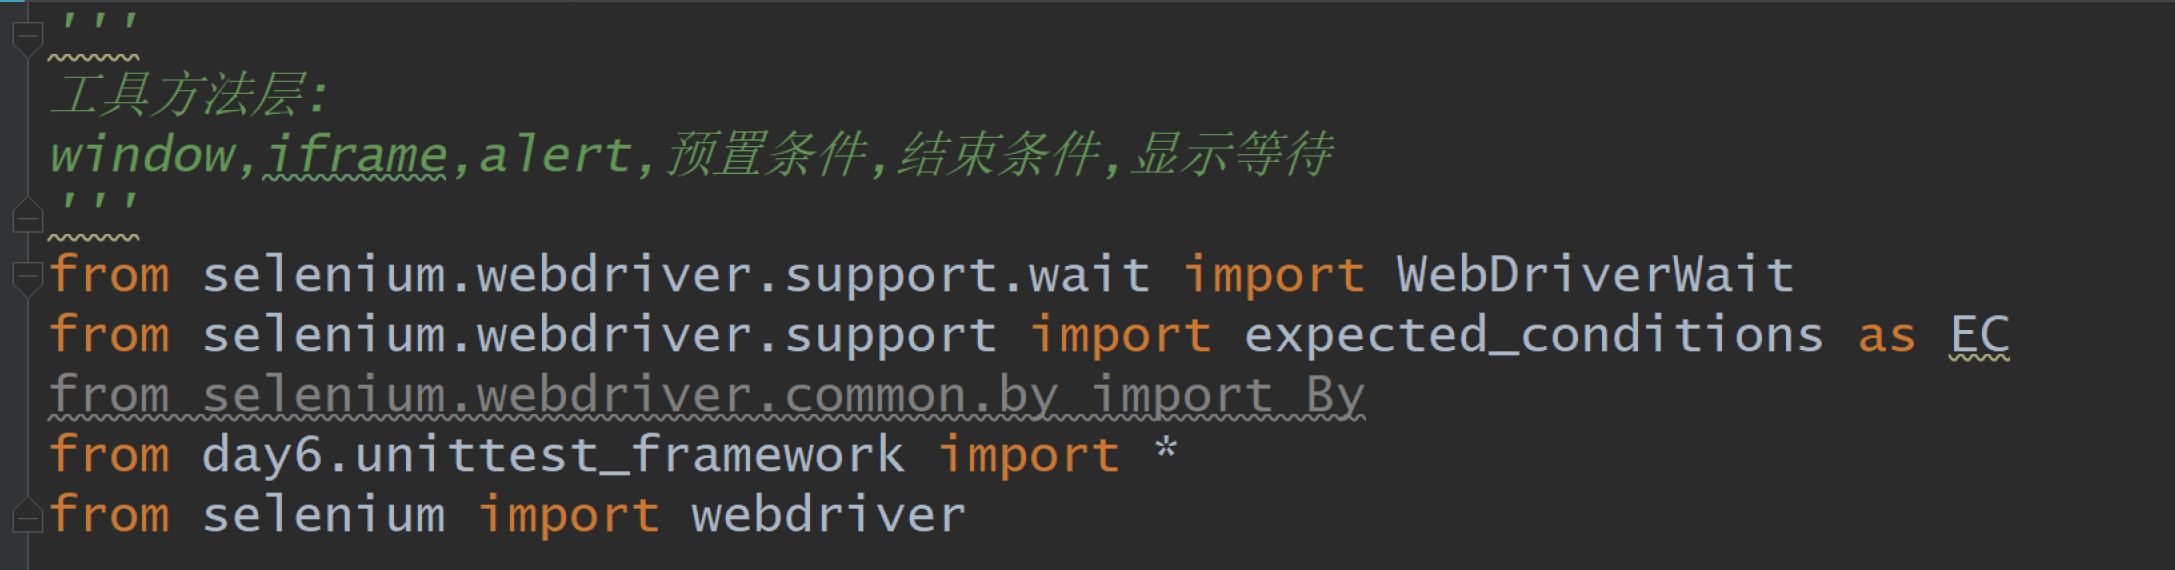 '''
工具方法层:
window,iframe,alert,预置条件,结束条件,显示等待
'''
from selenium.webdriver.support.wait import WebDriverWait
from selenium.webdriver.support import expected_conditions as EC
from selenium.webdriver.common.by import By
from day6.unittest_framework import *
from selenium import webdriver